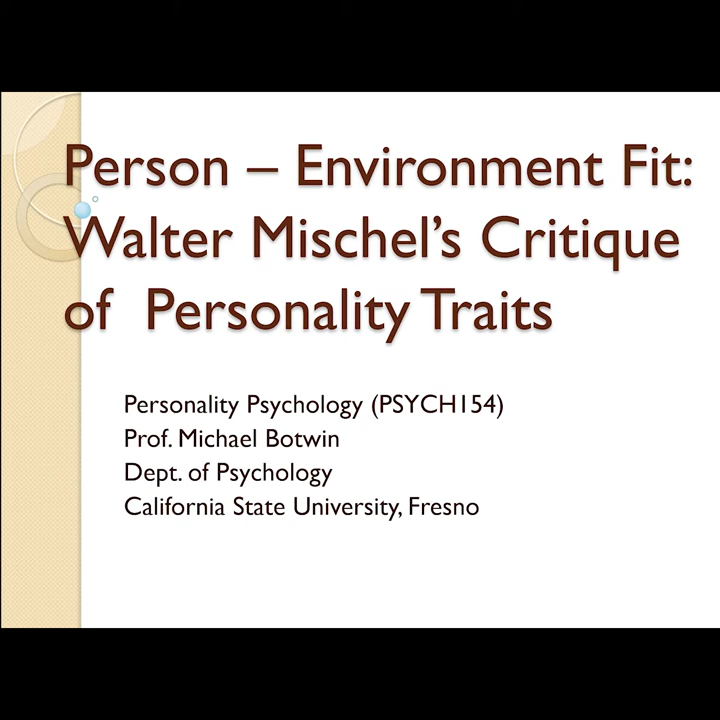 Person – Environment Fit:
Walter Mischel’s Critique
of Personality Traits
Personality Psychology (PSYCH154)
Prof. Michael Botwin
Dept. of Psychology
California State University, Fresno